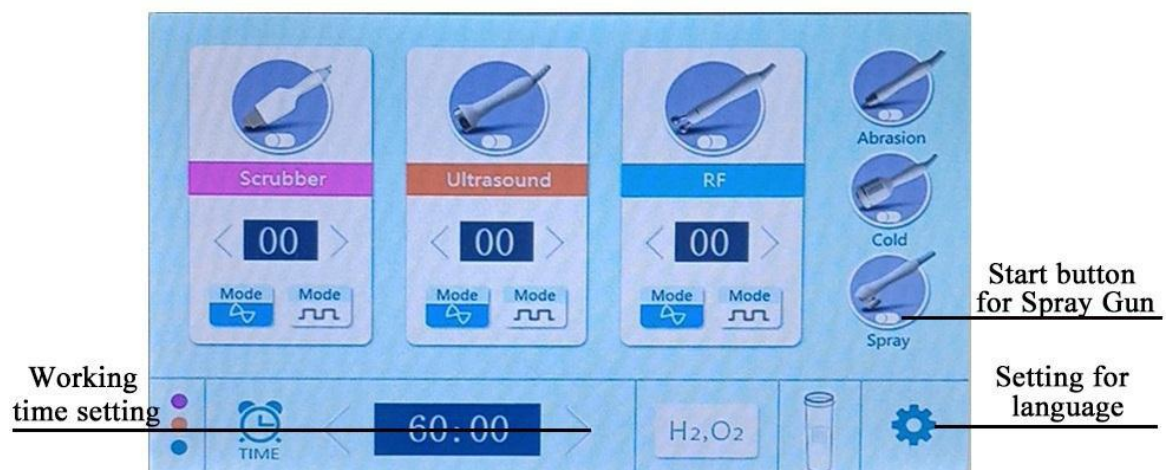 Scrubber
Ultrasound
RF
00
00
00
Mode Mode
Mode Mode
Mode Mode
Abrasion
Cold
Spray
Start button
for Spray Gun
Working
time setting
TIME
60:00
H2,O2
Setting for
language